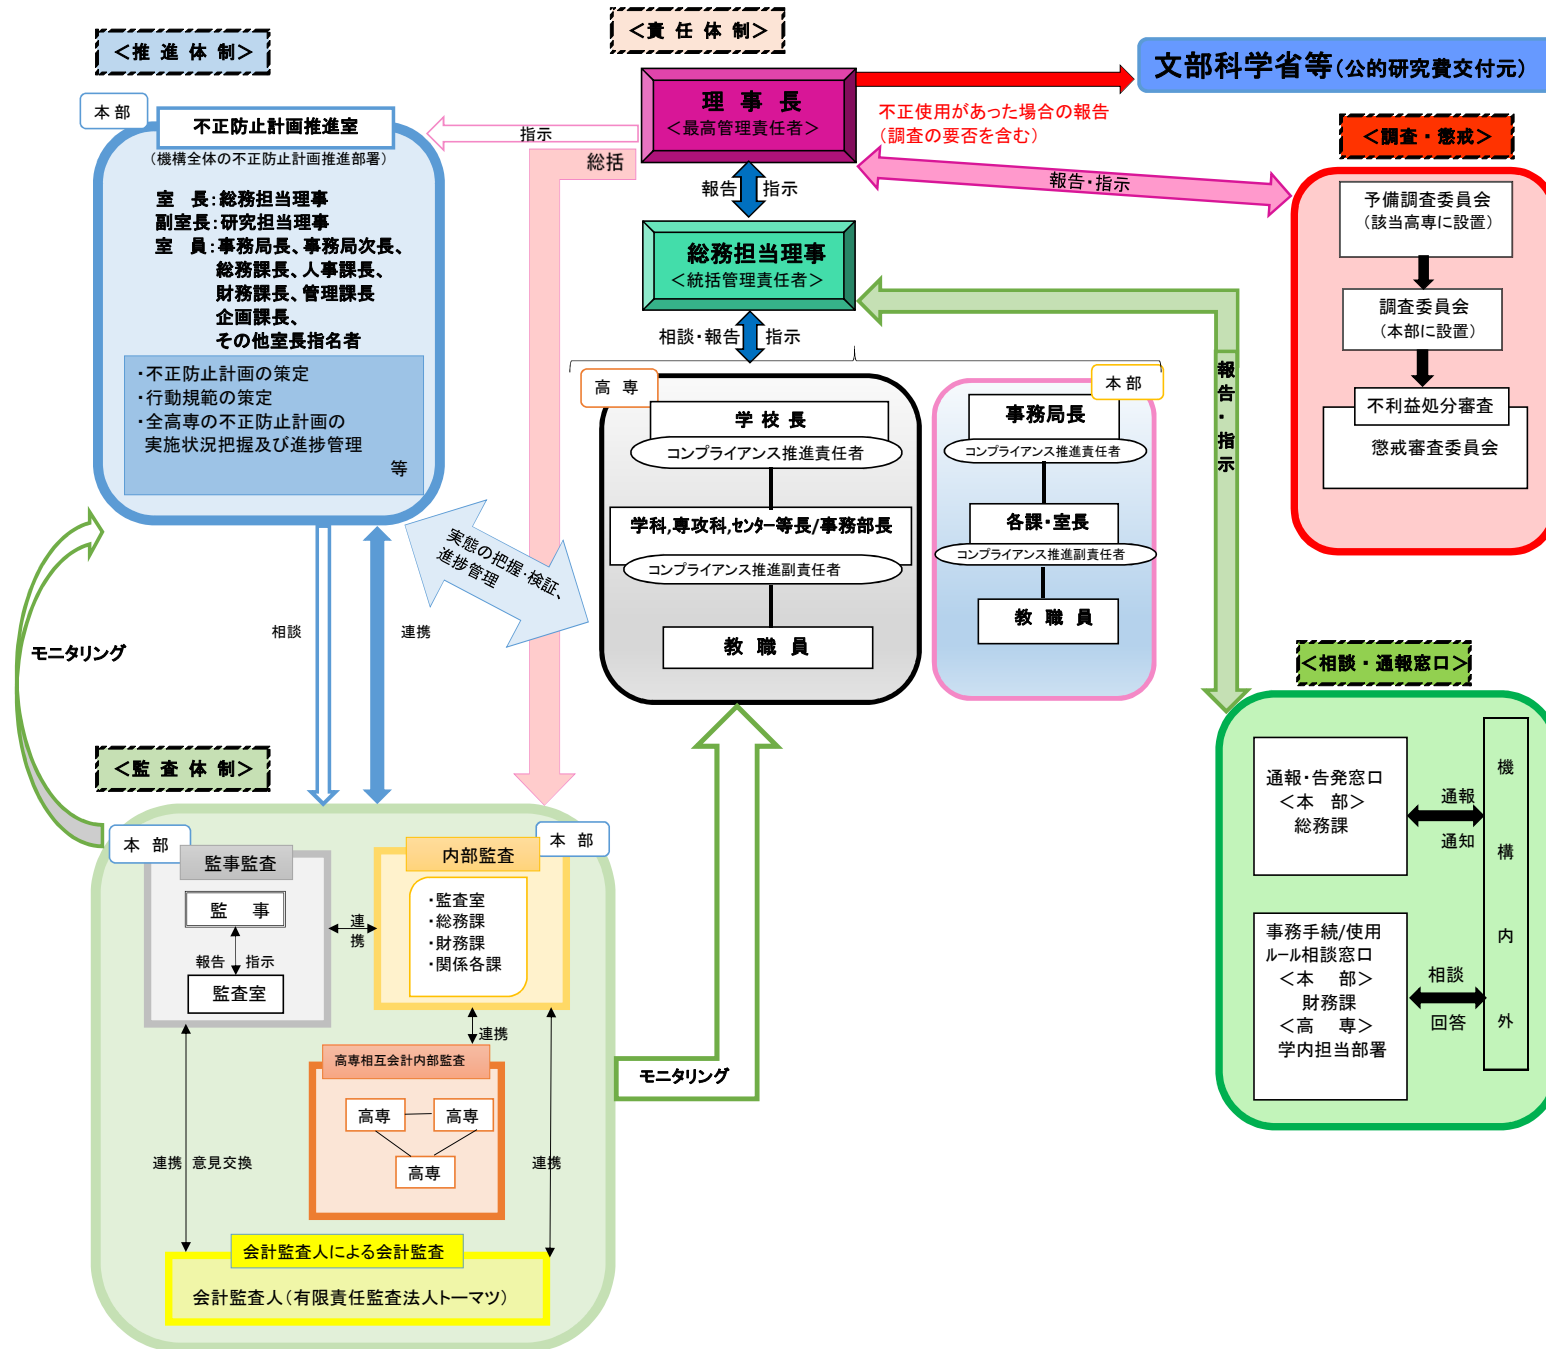 ＜推 進 体 制＞
本 部
不正防止計画推進室
（機構全体の不正防止計画推進部署）
室　長：総務担当理事
副室長：研究担当理事
室　員：事務局長、事務局次長、
総務課長、人事課長、
財務課長、管理課長
企画課長、
その他室長指名者
・不正防止計画の策定
・行動規範の策定
・全高専の不正防止計画の
実施状況把握及び進捗管理
等
＜責 任 体 制＞
理 事 長
＜最高管理責任者＞
指示
総括
報告
指示
総務担当理事
＜統括管理責任者＞
相談・報告
指示
文部科学省等（公的研究費交付元）
不正使用があった場合の報告
（調査の要否を含む）
報告・指示
＜調査・懲戒＞
予備調査委員会
（該当高専に設置）
調査委員会
（本部に設置）
不利益処分審査
懲戒審査委員会
高 専
学 校 長
コンプライアンス推進責任者
学科,専攻科,ｾﾝﾀｰ等長/事務部長
コンプライアンス推進副責任者
教 職 員
本 部
事務局長
コンプライアンス推進責任者
各課・室長
コンプライアンス推進副責任者
教 職 員
報告・指示
実態の把握・検証、
進捗管理
相談
連携
モニタリング
＜監 査 体 制＞
本 部
監事監査
監　事
報告
指示
監査室
連
携
本 部
内部監査
・監査室
・総務課
・財務課
・関係各課
連携
高専相互会計内部監査
高専
高専
高専
連携
意見交換
連携
会計監査人による会計監査
会計監査人（有限責任監査法人トーマツ）
モニタリング
＜相談・通報窓口＞
通報・告発窓口
＜本　部＞
総務課
通報
通知
事務手続/使用
ﾙｰﾙ相談窓口
＜本　部＞
財務課
＜高　専＞
学内担当部署
相談
回答
機
構
内
外